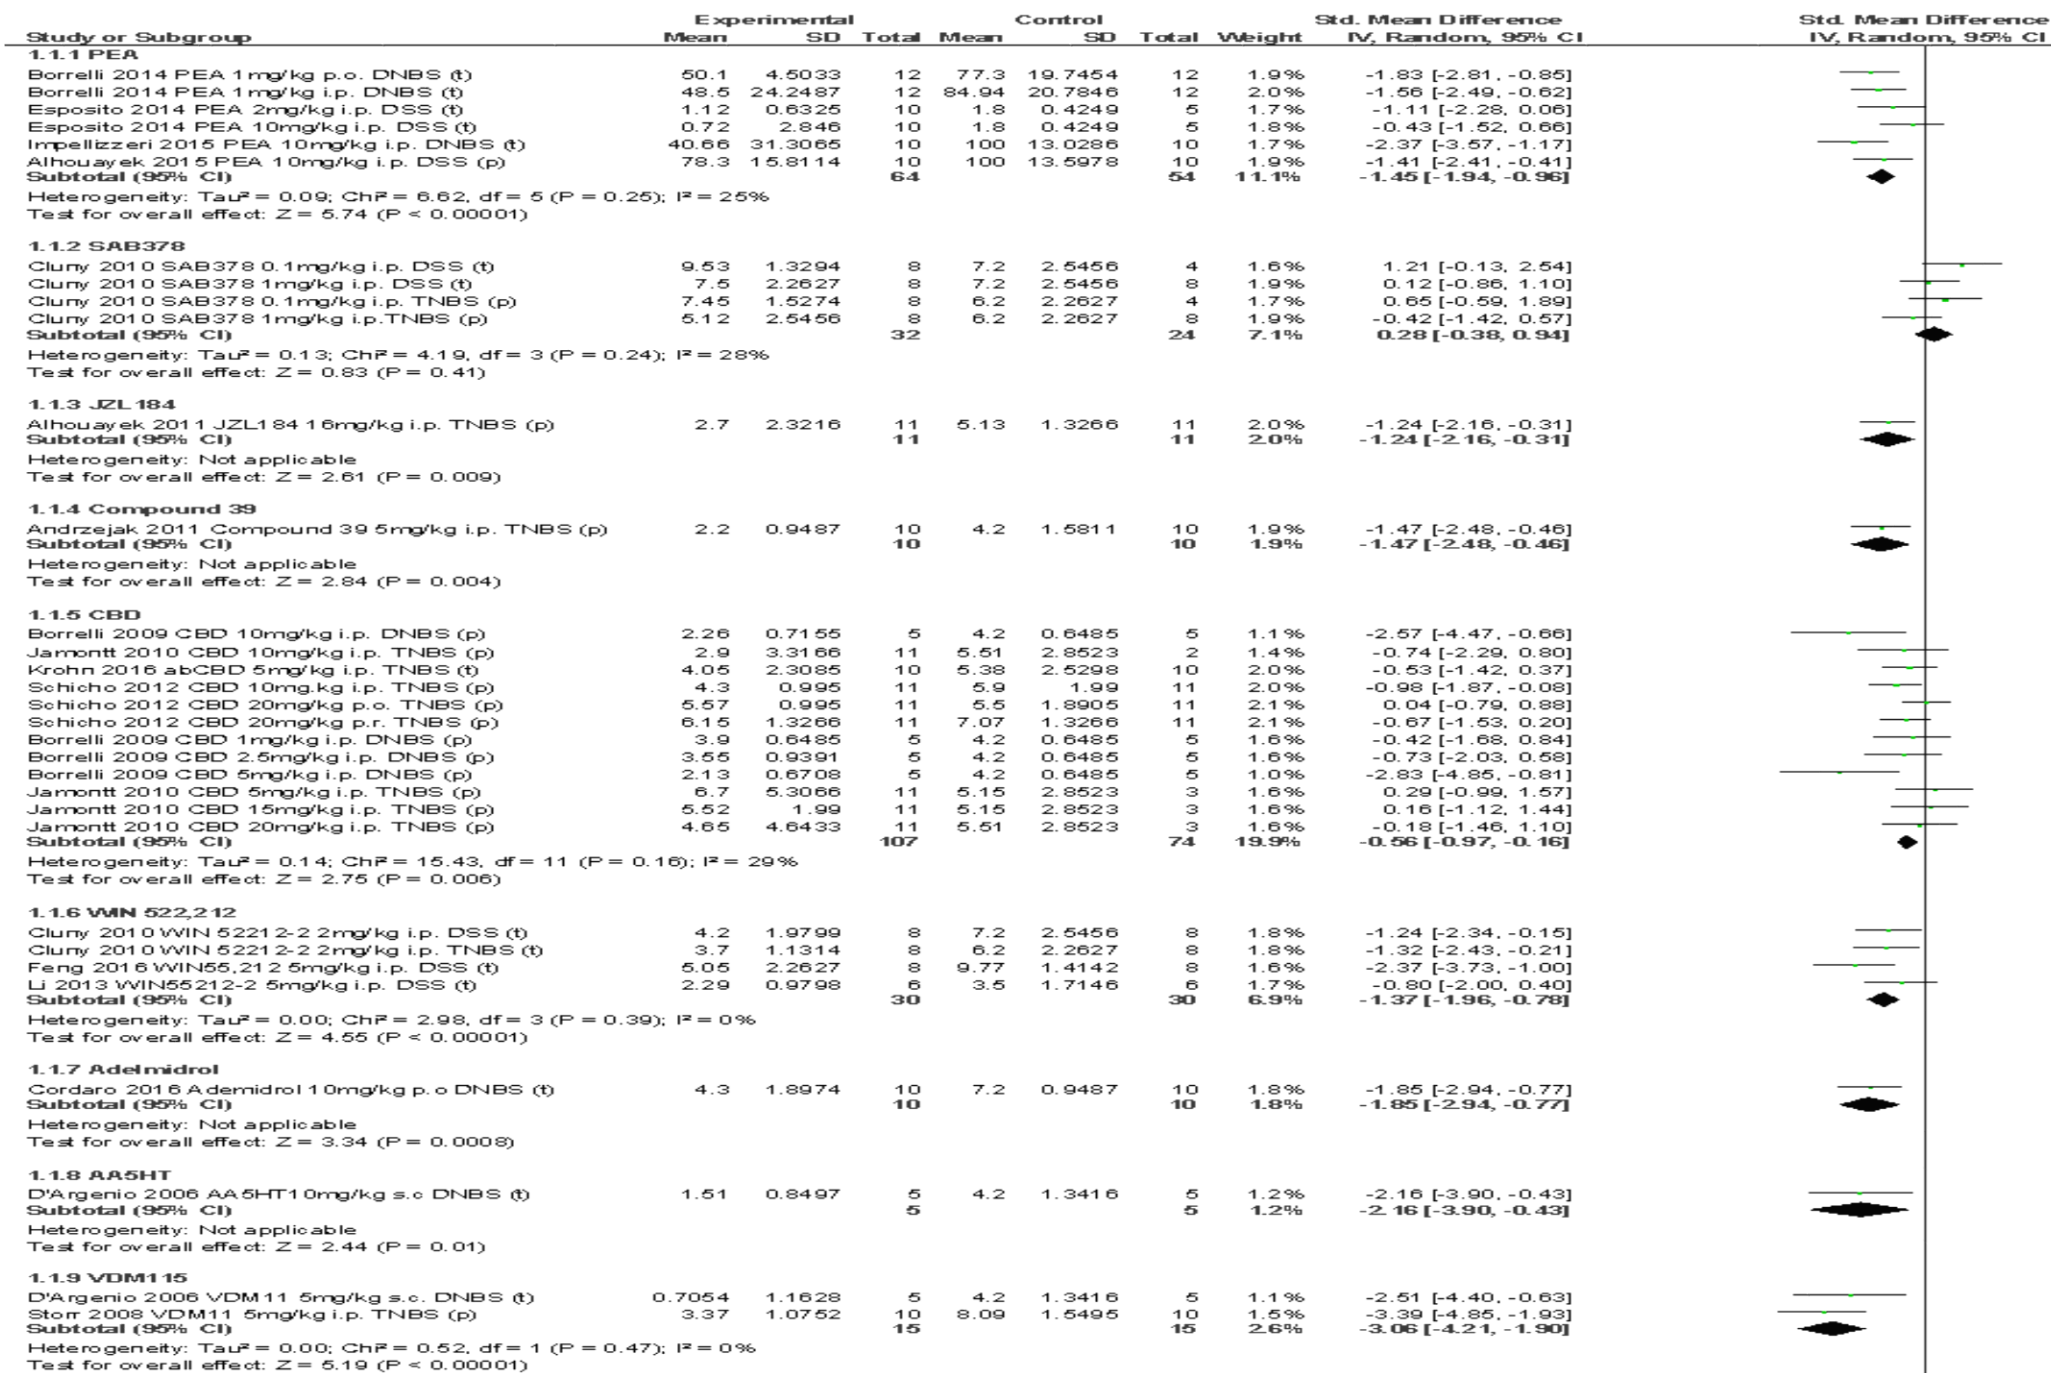 Experimental Control Std. Mean Difference Std. Mean Difference
Study or Subgroup Mean SD Total Mean SD Total Weight IV, Random, 95% CI IV, Random, 95% CI
1.1.1 PEA
Borrelli 2014 PEA 1mg/kg p.o. DNBS (t) 50.1 4.5033 12 77.3 19.7454 12 1.9% -1.83 [-2.81, -0.85]
Borrelli 2014 PEA 1mg/kg i.p. DNBS (t) 48.5 24.2487 12 84.94 20.7846 12 2.0% -1.56 [-2.49, -0.62]
Esposito 2014 PEA 2mg/kg i.p. DSS (t) 1.12 0.6325 10 1.8 0.4249 5 1.7% -1.11 [-2.28, 0.06]
Esposito 2014 PEA 10mg/kg i.p. DSS (t) 0.72 2.846 10 1.8 0.4249 5 1.8% -0.43 [-1.52, 0.66]
Impellizzeri 2015 PEA 10mg/kg i.p. DNBS (t) 40.66 31.3065 10 100 13.0286 10 1.7% -2.37 [-3.57, -1.17]
Alhouayek 2015 PEA 10mg/kg i.p. DSS (p) 78.3 15.8114 10 100 13.5978 10 1.9% -1.41 [-2.41, -0.41]
Subtotal (95% CI) 64 54 11.1% -1.45 [-1.94, -0.96]
Heterogeneity: Tau² = 0.09; Chi² = 6.62, df = 5 (P = 0.25); I² = 25%
Test for overall effect: Z = 5.74 (P < 0.00001)
1.1.2 SAB378
Cluny 2010 SAB378 0.1mg/kg i.p. DSS (t) 9.53 1.3294 8 7.2 2.5456 4 1.6% 1.21 [-0.13, 2.54]
Cluny 2010 SAB378 1mg/kg i.p. DSS (t) 7.5 2.2627 8 7.2 2.5456 8 1.9% 0.12 [-0.86, 1.10]
Cluny 2010 SAB378 0.1mg/kg i.p. TNBS (p) 7.45 1.5274 8 6.2 2.2627 4 1.7% 0.65 [-0.59, 1.89]
Cluny 2010 SAB378 1mg/kg i.p.TNBS (p) 5.12 2.5456 8 6.2 2.2627 8 1.9% -0.42 [-1.42, 0.57]
Subtotal (95% CI) 32 24 7.1% 0.28 [-0.38, 0.94]
Heterogeneity: Tau² = 0.13; Chi² = 4.19, df = 3 (P = 0.24); I² = 28%
Test for overall effect: Z = 0.83 (P = 0.41)
1.1.3 JZL184
Alhouayek 2011 JZL184 16mg/kg i.p. TNBS (p) 2.7 2.3216 11 5.13 1.3266 11 2.0% -1.24 [-2.16, -0.31]
Subtotal (95% CI) 11 11 2.0% -1.24 [-2.16, -0.31]
Heterogeneity: Not applicable
Test for overall effect: Z = 2.61 (P = 0.009)
1.1.4 Compound 39
Andrzejak 2011 Compound 39 5mg/kg i.p. TNBS (p) 2.2 0.9487 10 4.2 1.5811 10 1.9% -1.47 [-2.48, -0.46]
Subtotal (95% CI) 10 10 1.9% -1.47 [-2.48, -0.46]
Heterogeneity: Not applicable
Test for overall effect: Z = 2.84 (P = 0.004)
1.1.5 CBD
Borrelli 2009 CBD 10mg/kg i.p. DNBS (p) 2.26 0.7155 5 4.2 0.6485 5 1.1% -2.57 [-4.47, -0.66]
Jamontt 2010 CBD 10mg/kg i.p. TNBS (p) 2.9 3.3166 11 5.51 2.8523 2 1.4% -0.74 [-2.29, 0.80]
Krohn 2016 abCBD 5mg/kg i.p. TNBS (t) 4.05 2.3085 10 5.38 2.5298 10 2.0% -0.53 [-1.42, 0.37]
Schicho 2012 CBD 10mg.kg i.p. TNBS (p) 4.3 0.995 11 5.9 1.99 11 2.0% -0.98 [-1.87, -0.08]
Schicho 2012 CBD 20mg/kg p.o. TNBS (p) 5.57 0.995 11 5.5 1.8905 11 2.1% 0.04 [-0.79, 0.88]
Schicho 2012 CBD 20mg/kg p.r. TNBS (p) 6.15 1.3266 11 7.07 1.3266 11 2.1% -0.67 [-1.53, 0.20]
Borrelli 2009 CBD 1mg/kg i.p. DNBS (p) 3.9 0.6485 5 4.2 0.6485 5 1.6% -0.42 [-1.68, 0.84]
Borrelli 2009 CBD 2.5mg/kg i.p. DNBS (p) 3.55 0.9391 5 4.2 0.6485 5 1.6% -0.73 [-2.03, 0.58]
Borrelli 2009 CBD 5mg/kg i.p. DNBS (p) 2.13 0.6708 5 4.2 0.6485 5 1.0% -2.83 [-4.85, -0.81]
Jamontt 2010 CBD 5mg/kg i.p. TNBS (p) 6.7 5.3066 11 5.15 2.8523 3 1.6% 0.29 [-0.99, 1.57]
Jamontt 2010 CBD 15mg/kg i.p. TNBS (p) 5.52 1.99 11 5.15 2.8523 3 1.6% 0.16 [-1.12, 1.44]
Jamontt 2010 CBD 20mg/kg i.p. TNBS (p) 4.65 4.6433 11 5.51 2.8523 3 1.6% -0.18 [-1.46, 1.10]
Subtotal (95% CI) 107 74 19.9% -0.56 [-0.97, -0.16]
Heterogeneity: Tau² = 0.14; Chi² = 15.43, df = 11 (P = 0.16); I² = 29%
Test for overall effect: Z = 2.75 (P = 0.006)
1.1.6 WIN 522,212
Cluny 2010 WIN 52212-2 2mg/kg i.p. DSS (t) 4.2 1.9799 8 7.2 2.5456 8 1.8% -1.24 [-2.34, -0.15]
Cluny 2010 WIN 52212-2 2mg/kg i.p. TNBS (t) 3.7 1.1314 8 6.2 2.2627 8 1.8% -1.32 [-2.43, -0.21]
Feng 2016 WIN55,212 5mg/kg i.p. DSS (t) 5.05 2.2627 8 9.77 1.4142 8 1.6% -2.37 [-3.73, -1.00]
Li 2013 WIN55212-2 5mg/kg i.p. DSS (t) 2.29 0.9798 6 3.5 1.7146 6 1.7% -0.80 [-2.00, 0.40]
Subtotal (95% CI) 30 30 6.9% -1.37 [-1.96, -0.78]
Heterogeneity: Tau² = 0.00; Chi² = 2.98, df = 3 (P = 0.39); I² = 0%
Test for overall effect: Z = 4.55 (P < 0.00001)
1.1.7 Adelmidrol
Cordaro 2016 Ademidrol 10mg/kg p.o DNBS (t) 4.3 1.8974 10 7.2 0.9487 10 1.8% -1.85 [-2.94, -0.77]
Subtotal (95% CI) 10 10 1.8% -1.85 [-2.94, -0.77]
Heterogeneity: Not applicable
Test for overall effect: Z = 3.34 (P = 0.0008)
1.1.8 AA5HT
D'Argenio 2006 AA5HT10mg/kg s.c DNBS (t) 1.51 0.8497 5 4.2 1.3416 5 1.2% -2.16 [-3.90, -0.43]
Subtotal (95% CI) 5 5 1.2% -2.16 [-3.90, -0.43]
Heterogeneity: Not applicable
Test for overall effect: Z = 2.44 (P = 0.01)
1.1.9 VDM115
D'Argenio 2006 VDM11 5mg/kg s.c. DNBS (t) 0.7054 1.1628 5 4.2 1.3416 5 1.1% -2.51 [-4.40, -0.63]
Storr 2008 VDM11 5mg/kg i.p. TNBS (p) 3.37 1.0752 10 8.09 1.5495 10 1.5% -3.39 [-4.85, -1.93]
Subtotal (95% CI) 15 15 2.6% -3.06 [-4.21, -1.90]
Heterogeneity: Tau² = 0.00; Chi² = 0.52, df = 1 (P = 0.47); I² = 0%
Test for overall effect: Z = 5.19 (P < 0.00001)